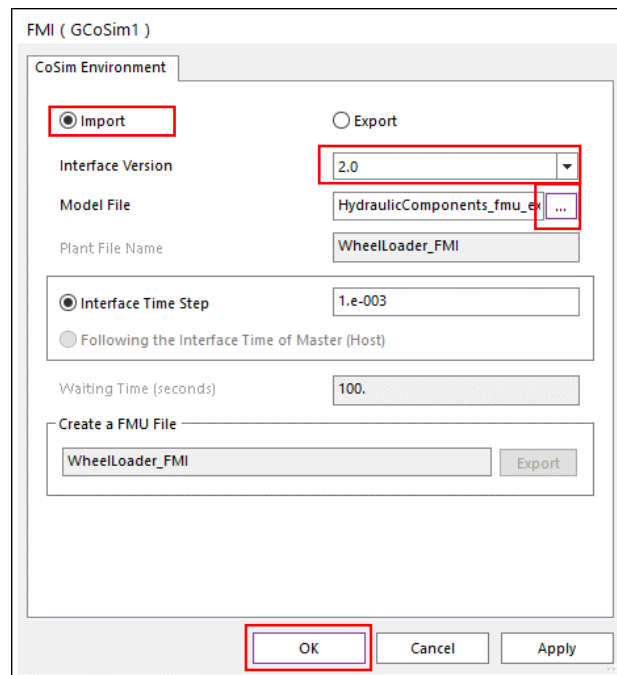 FMI ( GCoSim1 )
CoSim Environment
Import Export
Interface Version 2.0
Model File HydraulicComponents_fmu_ex ...
Plant File Name WheelLoader_FMI
Interface Time Step 1.e-003
Following the Interface Time of Master (Host)
Waiting Time (seconds) 100.
Create a FMU File
WheelLoader_FMI Export
OK Cancel Apply